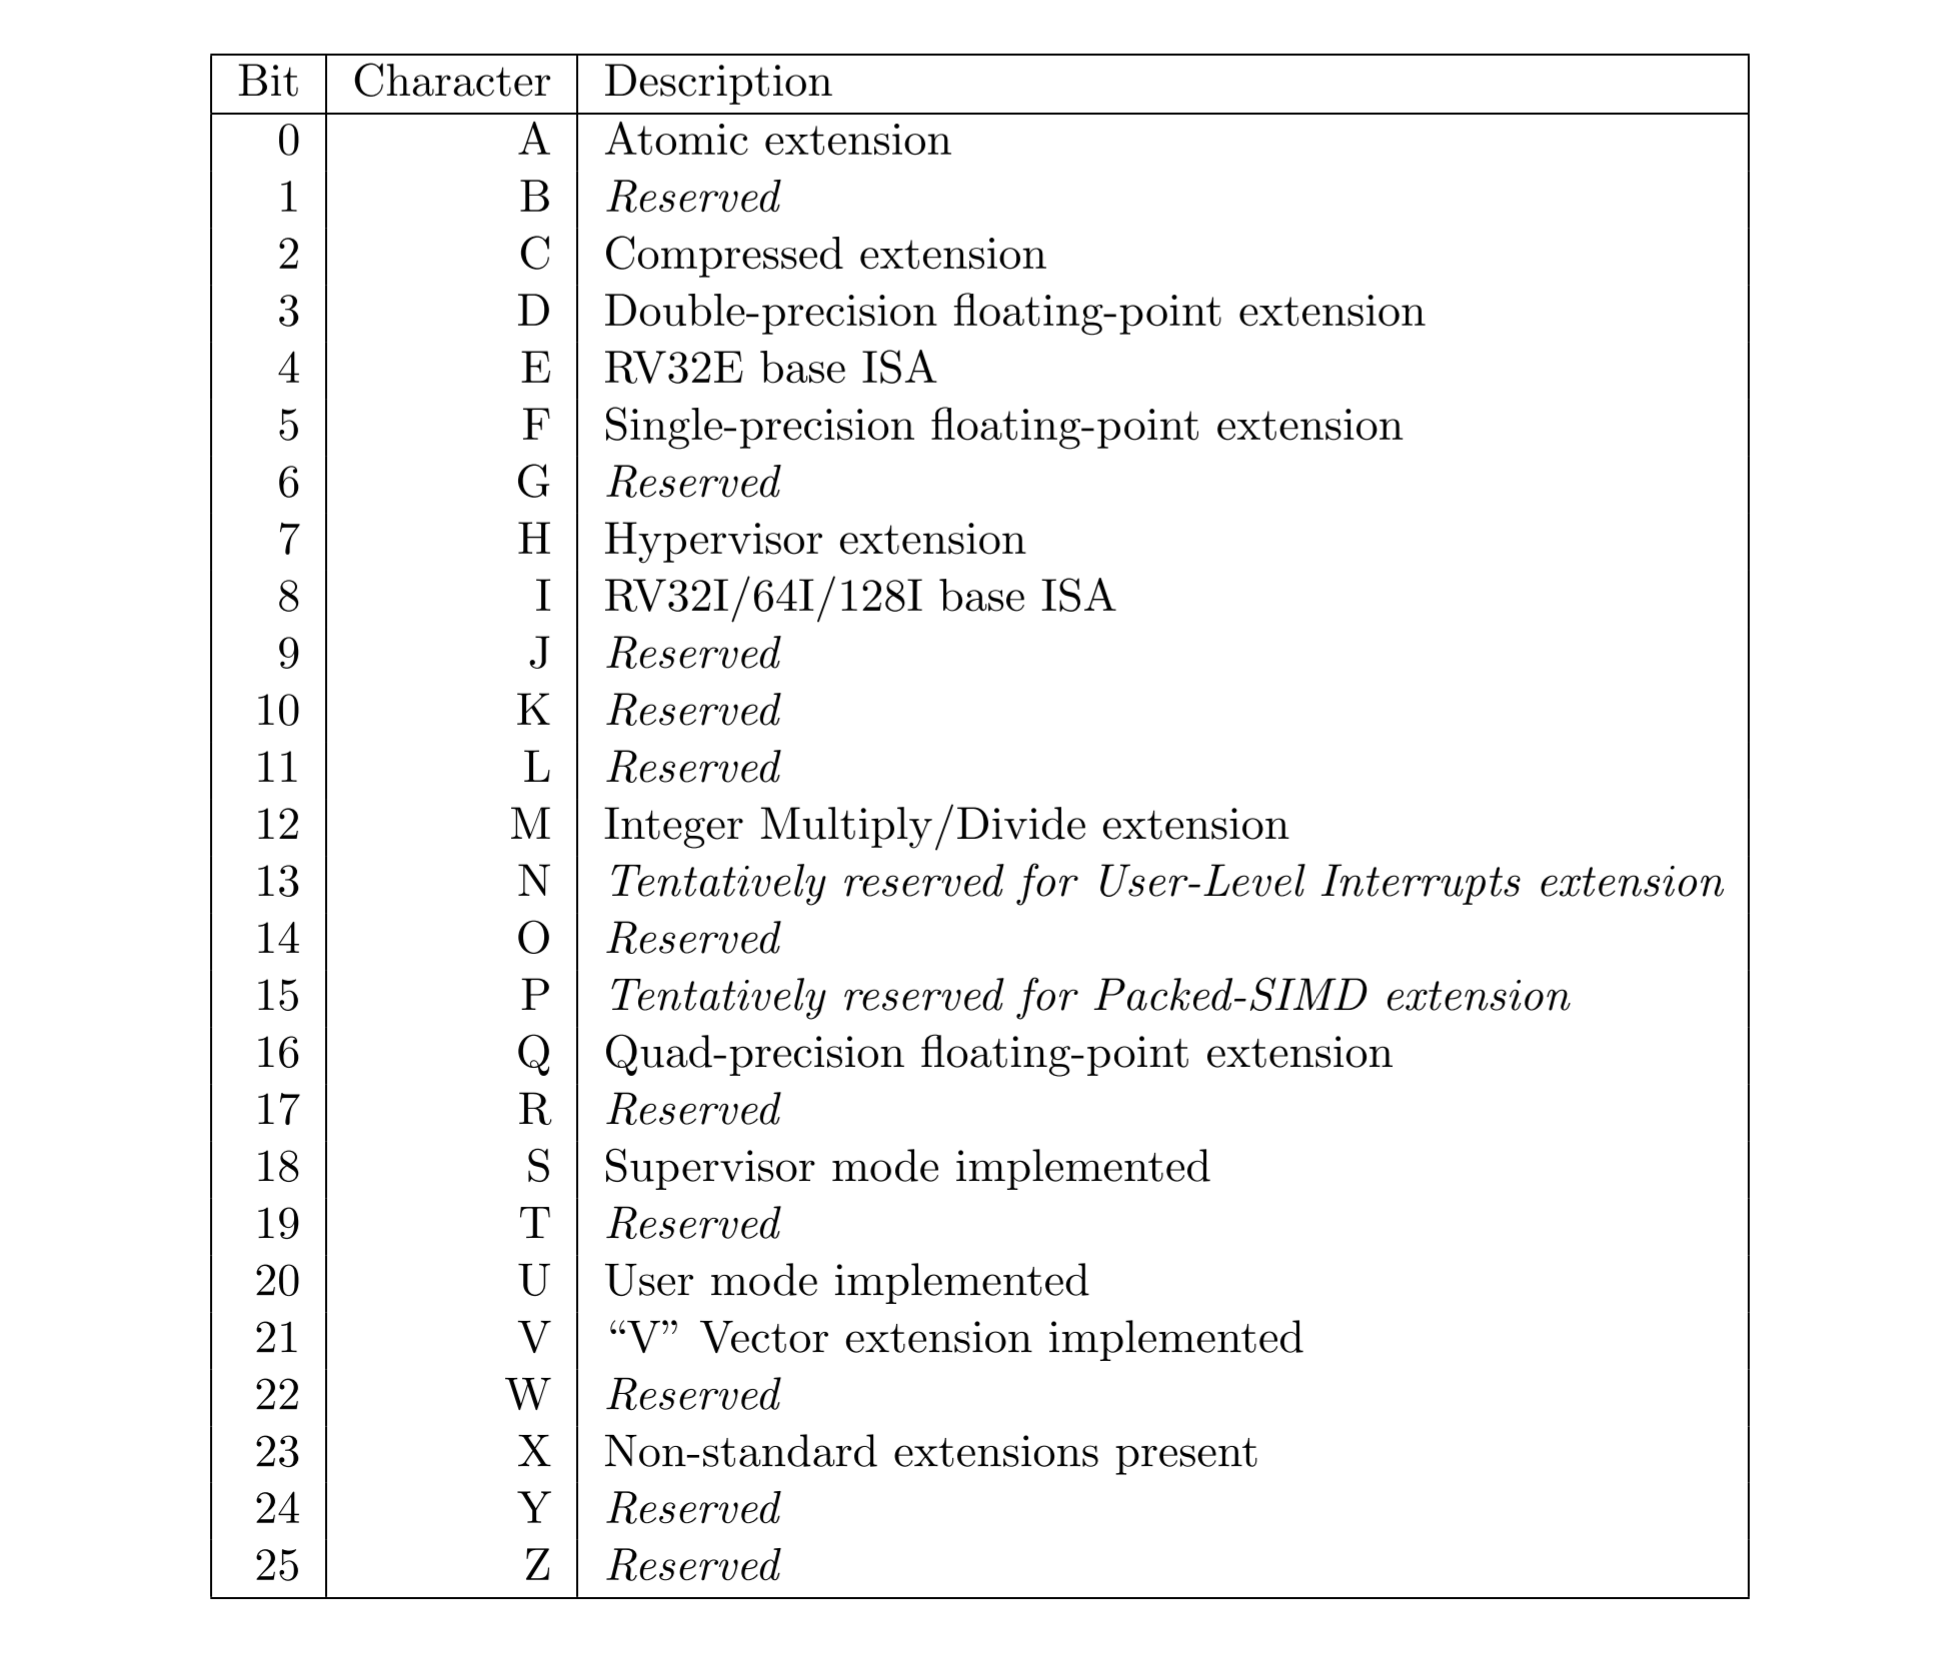 Bit Character Description
0 A Atomic extension
1 B Reserved
2 C Compressed extension
3 D Double-precision floating-point extension
4 E RV32E base ISA
5 F Single-precision floating-point extension
6 G Reserved
7 H Hypervisor extension
8 I RV32I/64I/128I base ISA
9 J Reserved
10 K Reserved
11 L Reserved
12 M Integer Multiply/Divide extension
13 N Tentatively reserved for User-Level Interrupts extension
14 O Reserved
15 P Tentatively reserved for Packed-SIMD extension
16 Q Quad-precision floating-point extension
17 R Reserved
18 S Supervisor mode implemented
19 T Reserved
20 U User mode implemented
21 V “V” Vector extension implemented
22 W Reserved
23 X Non-standard extensions present
24 Y Reserved
25 Z Reserved